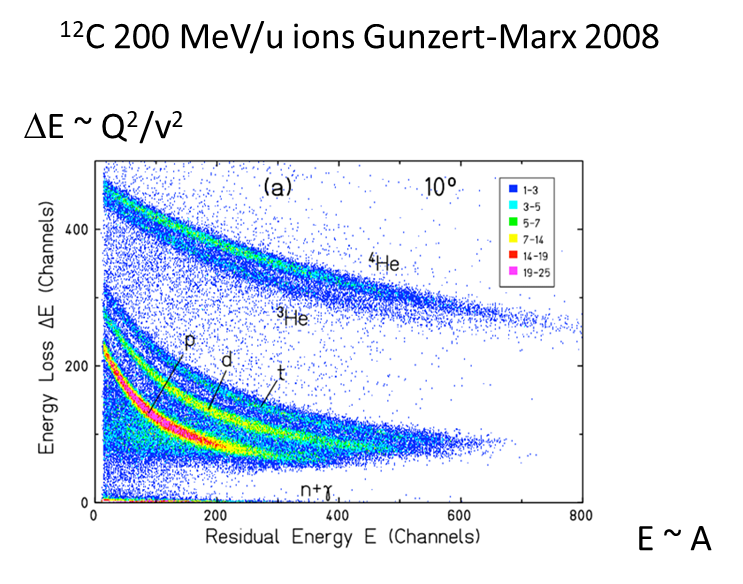 ¹²C 200 MeV/u ions Gunzert-Marx 2008
ΔE ~ Q²/v²
(a)
10°
1-3
3-5
5-7
7-14
14-19
19-25
⁴He
³He
p
d
t
n+γ
Energy Loss ΔE (Channels)
400
200
0
0 200 400 600 800
Residual Energy E (Channels)
E ~ A